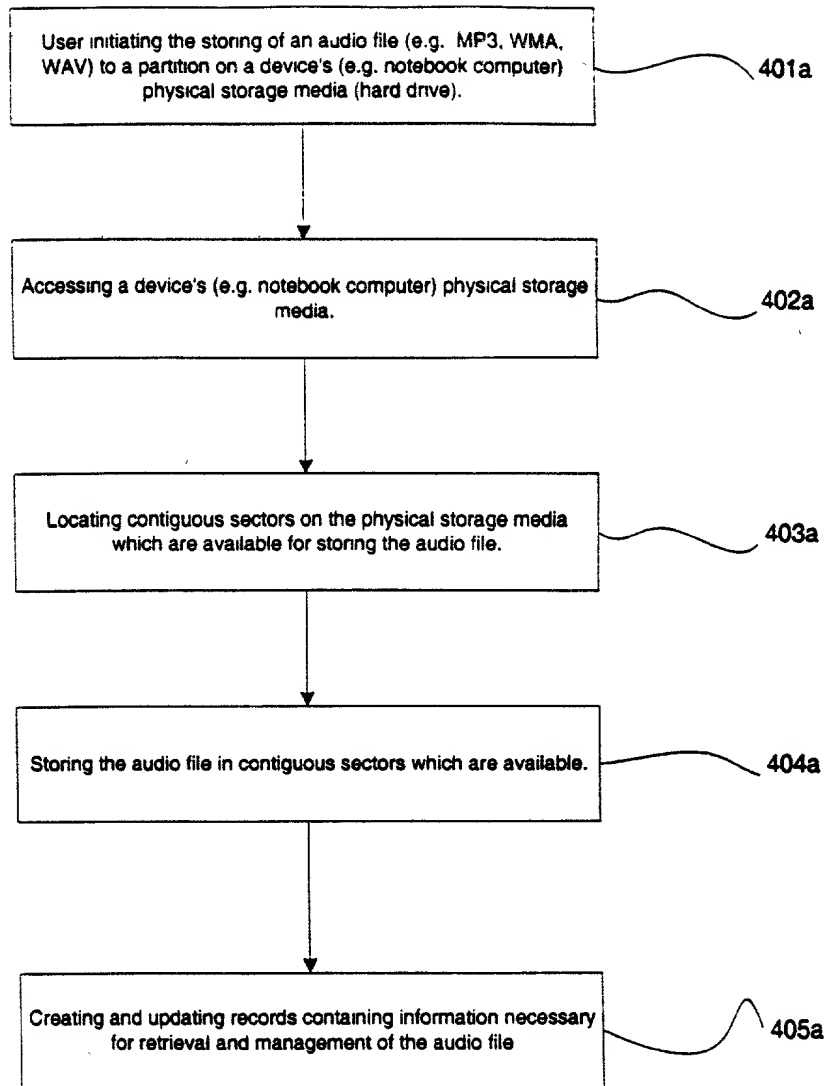 User initiating the storing of an audio file (e.g. MP3, WMA,
WAV) to a partition on a device's (e.g. notebook computer)
physical storage media (hard drive).
401a
Accessing a device's (e.g. notebook computer) physical storage
media.
402a
Locating contiguous sectors on the physical storage media
which are available for storing the audio file.
403a
Storing the audio file in contiguous sectors which are available.
404a
Creating and updating records containing information necessary
for retrieval and management of the audio file
405a